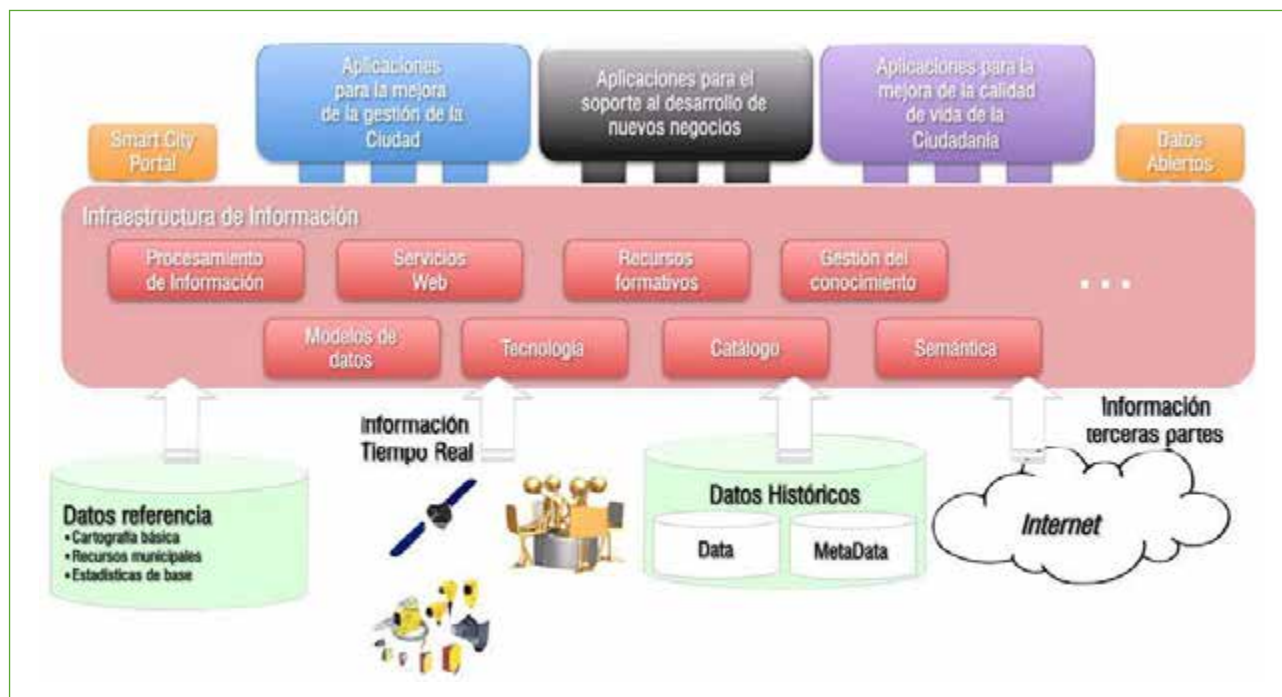 Aplicaciones
para la mejora
de la gestión de la
Ciudad
Aplicaciones para el
soporte al desarrollo de
nuevos negocios
Aplicaciones para la
mejora de la calidad
de vida de la
Ciudadanía
Smart City
Portal
Datos
Abiertos
Infraestructura de Información
Procesamiento
de Información
Servicios
Web
Recursos
formativos
Gestión del
conocimiento
...
Modelos de
datos
Tecnología
Catálogo
Semántica
Información
Tiempo Real
Información
terceras partes
Datos referencia
•Cartografía básica
•Recursos municipales
•Estadísticas de base
Datos Históricos
Data
MetaData
Internet